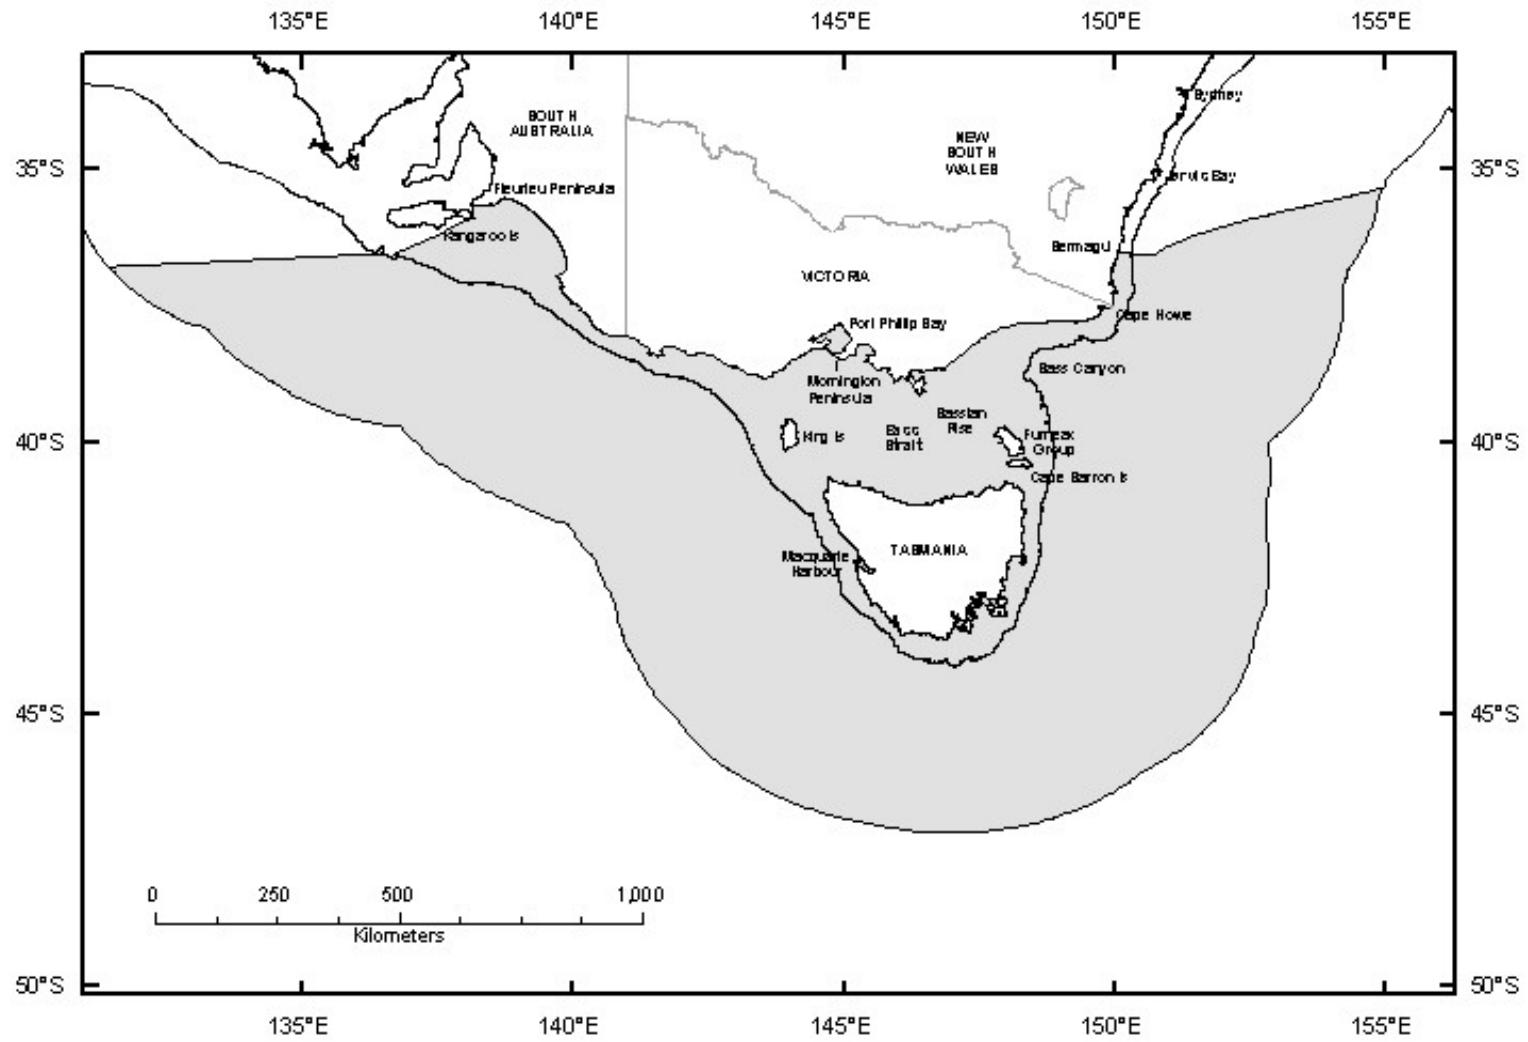 135°E 140°E 145°E 150°E 155°E
Sydney
SOUTH
AUSTRALIA
NEW
SOUTH
WALES
35°S 35°S
Jervis Bay
Fleurieu Peninsula
Kangaroo Is
Bermagui
VICTORIA
Cape Howe
Port Phillip Bay
Bass Canyon
Mornington
Peninsula
Bassian
Rise
King Is
Bass
Strait
Furneax
Group
40°S 40°S
Cape Barron Is
Macquarie
Harbour
TASMANIA
45°S 45°S
0 250 500 1,000
Kilometers
50°S 50°S
135°E 140°E 145°E 150°E 155°E